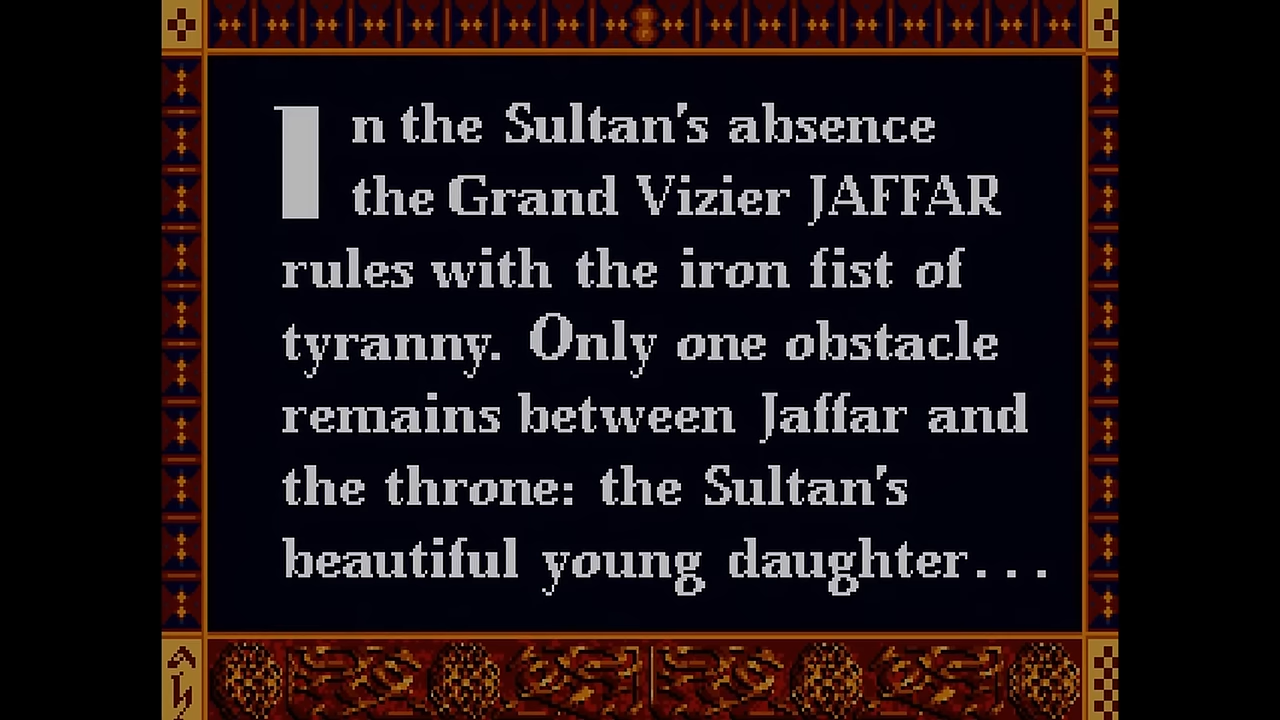 In the Sultan's absence
the Grand Vizier JAFFAR
rules with the iron fist of
tyranny. Only one obstacle
remains between Jaffar and
the throne: the Sultan's
beautiful young daughter...